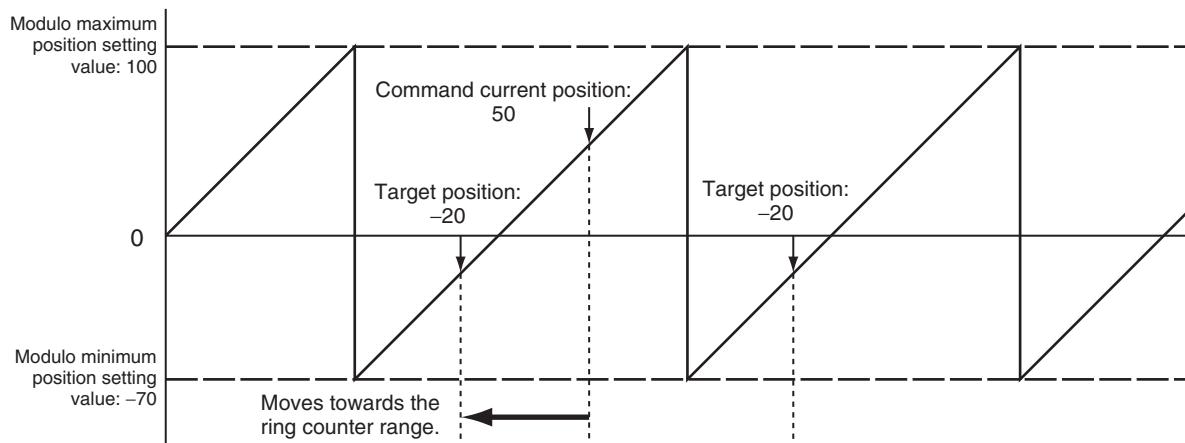 Modulo maximum
position setting
value: 100
Command current position:
50
Target position:
–20
Target position:
–20
0
Modulo minimum
position setting
value: –70
Moves towards the
ring counter range.